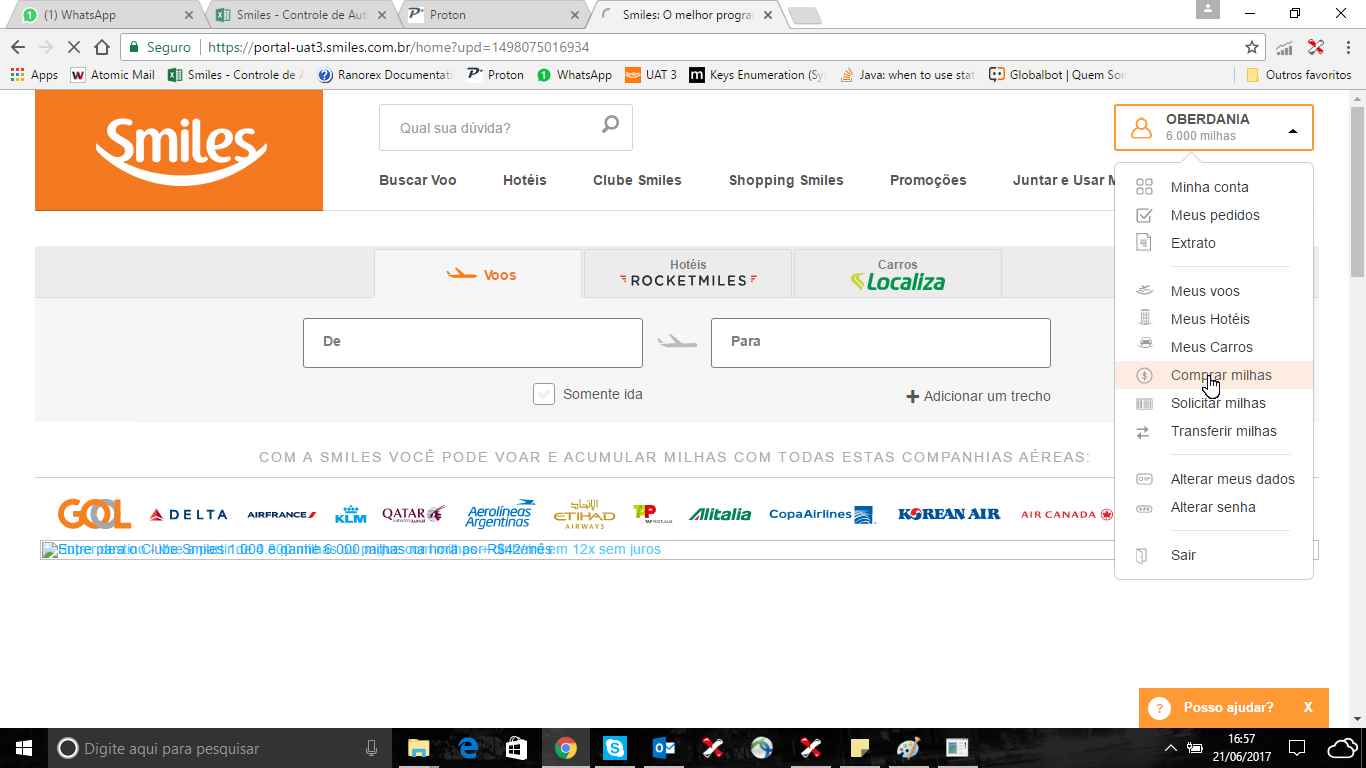 (1) WhatsApp
Smiles - Controle de Aut
Proton
Smiles: O melhor progra
Seguro
https://portal-uat3.smiles.com.br/home?upd=1498075016934
Apps
Atomic Mail
Smiles - Controle de A
Ranorex Documentat
Proton
WhatsApp
UAT 3
Keys Enumeration (Sy
Java: when to use stat
Globalbot | Quem Som
Outros favoritos
Smiles
Qual sua dúvida?
OBERDANIA
6.000 milhas
Buscar Voo
Hotéis
Clube Smiles
Shopping Smiles
Promoções
Juntar e Usar M
Minha conta
Meus pedidos
Extrato
Meus voos
Meus Hotéis
Meus Carros
Comprar milhas
Solicitar milhas
Transferir milhas
Alterar meus dados
Alterar senha
Sair
Voos
Hotéis
ROCKETMILES
Carros
Localiza
De
Para
Somente ida
Adicionar um trecho
COM A SMILES VOCÊ PODE VOAR E ACUMULAR MILHAS COM TODAS ESTAS COMPANHIAS AÉREAS:
GOL
DELTA
AIRFRANCE
KLM
QATAR
Aerolíneas Argentinas
ETIHAD AIRWAYS
TAP
Alitalia
CopaAirlines
KOREAN AIR
AIR CANADA
Entre para o Clube Smiles 1.000 e ganhe 6.000 milhas na hora por R$42/mês
em 12x sem juros
Posso ajudar?
X
Digite aqui para pesquisar
16:57
21/06/2017